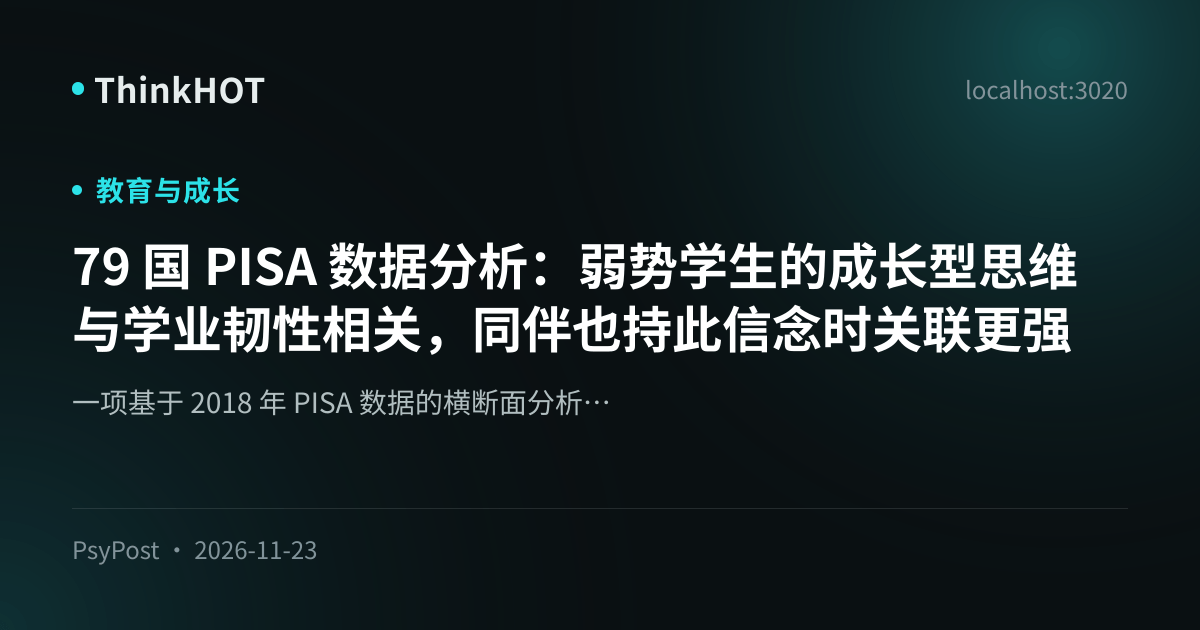 ThinkHOT
localhost:3020
教育与成长
79 国 PISA 数据分析：弱势学生的成长型思维
与学业韧性相关，同伴也持此信念时关联更强
一项基于 2018 年 PISA 数据的横断面分析…
PsyPost · 2026-11-23